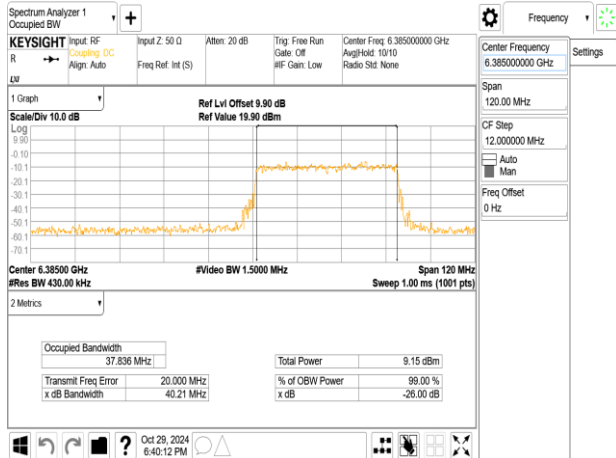 Spectrum Analyzer 1
Occupied BW
Frequency
KEYSIGHT
R
Input: RF
Coupling: DC
Align: Auto
Input Z: 50 Ω
Freq Ref: Int (S)
Atten: 20 dB
Trig: Free Run
Gate: Off
#IF Gain: Low
Center Freq: 6.385000000 GHz
Avg|Hold: 10/10
Radio Std: None
LXI
Center Frequency
6.385000000 GHz
Settings
Span
120.00 MHz
CF Step
12.000000 MHz
Auto
Man
Freq Offset
0 Hz
1 Graph
Scale/Div 10.0 dB
Ref Lvl Offset 9.90 dB
Ref Value 19.90 dBm
Log
9.90
-0.10
-10.1
-20.1
-30.1
-40.1
-50.1
-60.1
-70.1
Center 6.38500 GHz
#Res BW 430.00 kHz
#Video BW 1.5000 MHz
Span 120 MHz
Sweep 1.00 ms (1001 pts)
2 Metrics
Occupied Bandwidth
37.836 MHz
Transmit Freq Error 20.000 MHz
x dB Bandwidth 40.21 MHz
Total Power 9.15 dBm
% of OBW Power 99.00 %
x dB -26.00 dB
?
Oct 29, 2024
6:40:12 PM